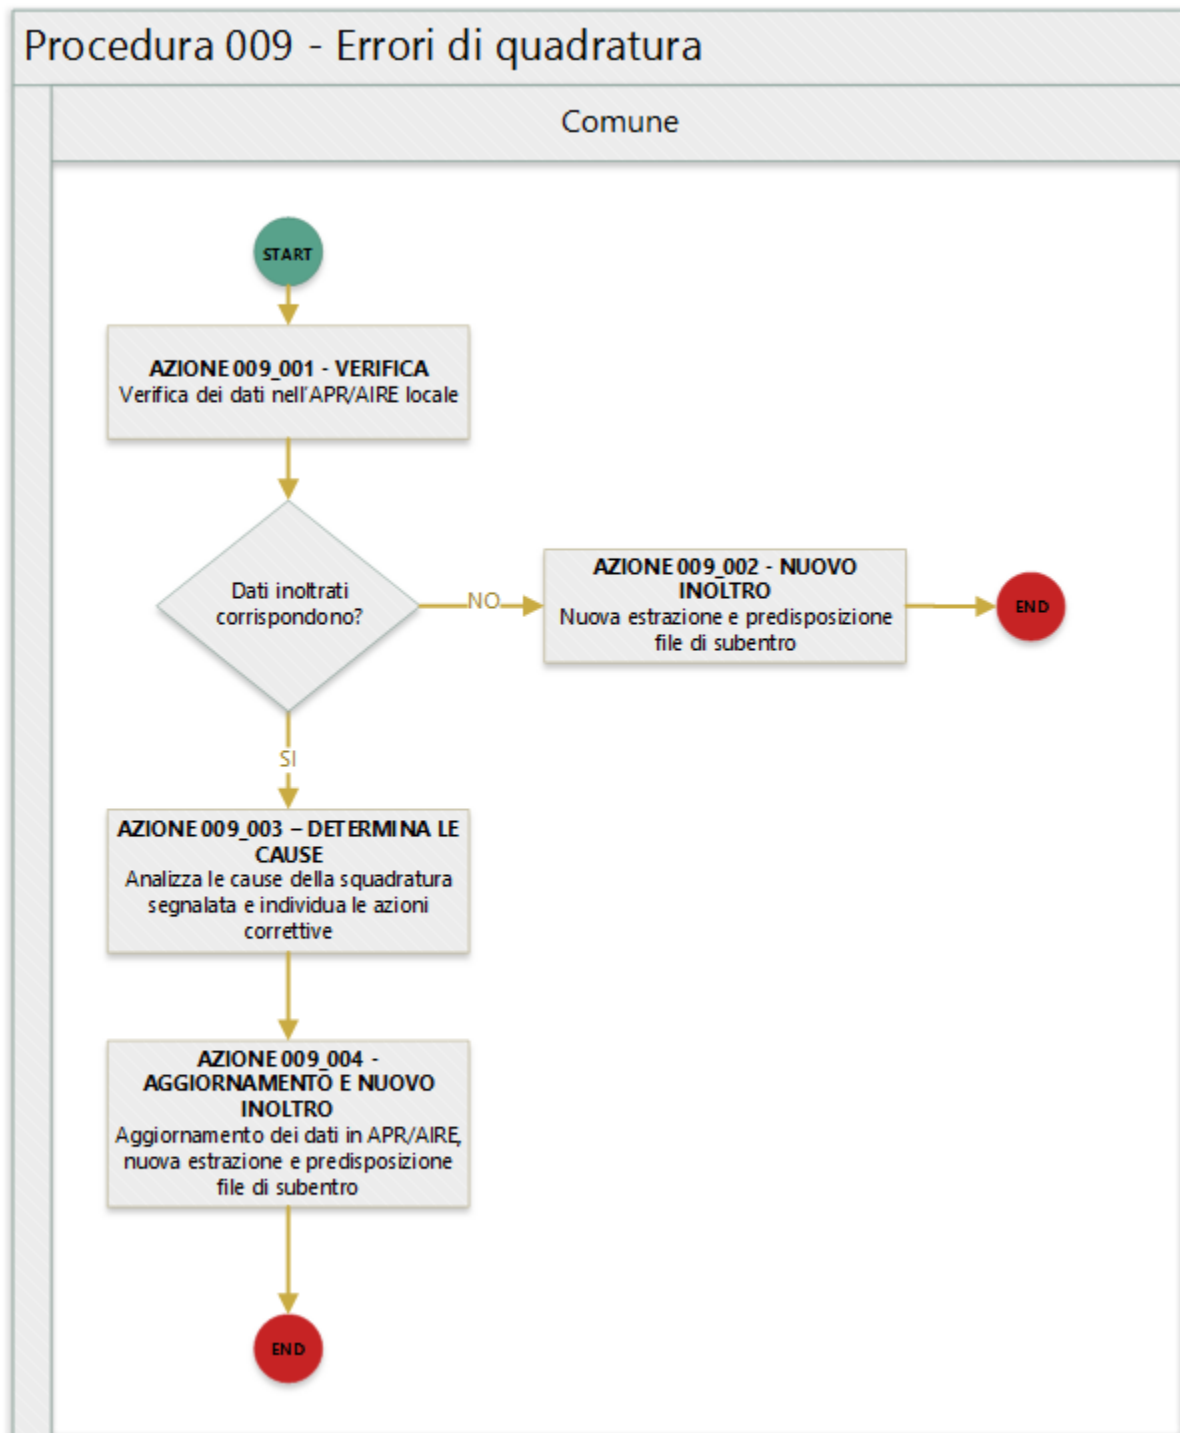 Procedura 009 - Errori di quadratura
Comune
START
AZIONE 009_001 - VERIFICA
Verifica dei dati nell'APR/AIRE locale
Dati inoltrati
corrispondono?
NO
AZIONE 009_002 - NUOVO
INOLTRO
Nuova estrazione e predisposizione
file di subentro
END
SI
AZIONE 009_003 – DETERMINA LE
CAUSE
Analizza le cause della squadratura
segnalata e individua le azioni
correttive
AZIONE 009_004 -
AGGIORNAMENTO E NUOVO
INOLTRO
Aggiornamento dei dati in APR/AIRE,
nuova estrazione e predisposizione
file di subentro
END